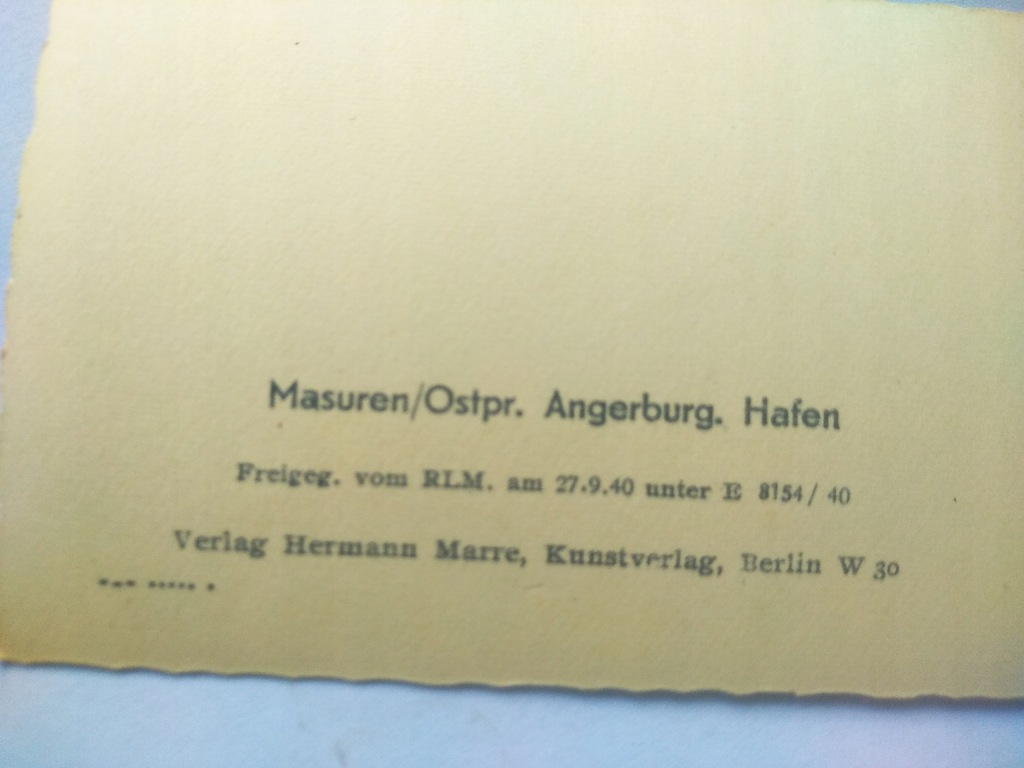 Masuren/Ostpr. Angerburg. Hafen
Freigeg. vom RLM. am 27.9.40 unter E 8154/40
Verlag Hermann Marre, Kunstverlag, Berlin W 30